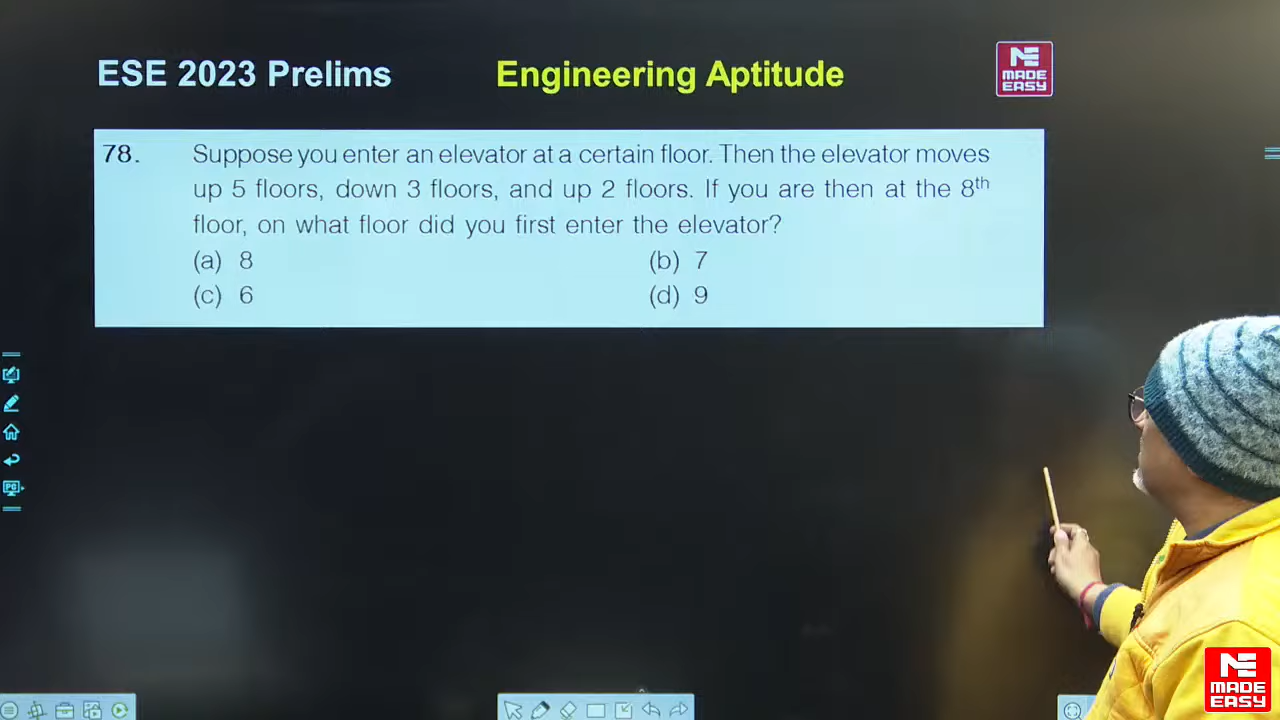 ESE 2023 Prelims
Engineering Aptitude
MADE
EASY
78. Suppose you enter an elevator at a certain floor. Then the elevator moves
up 5 floors, down 3 floors, and up 2 floors. If you are then at the 8th
floor, on what floor did you first enter the elevator?
(a) 8 (b) 7
(c) 6 (d) 9
PC
MADE
EASY